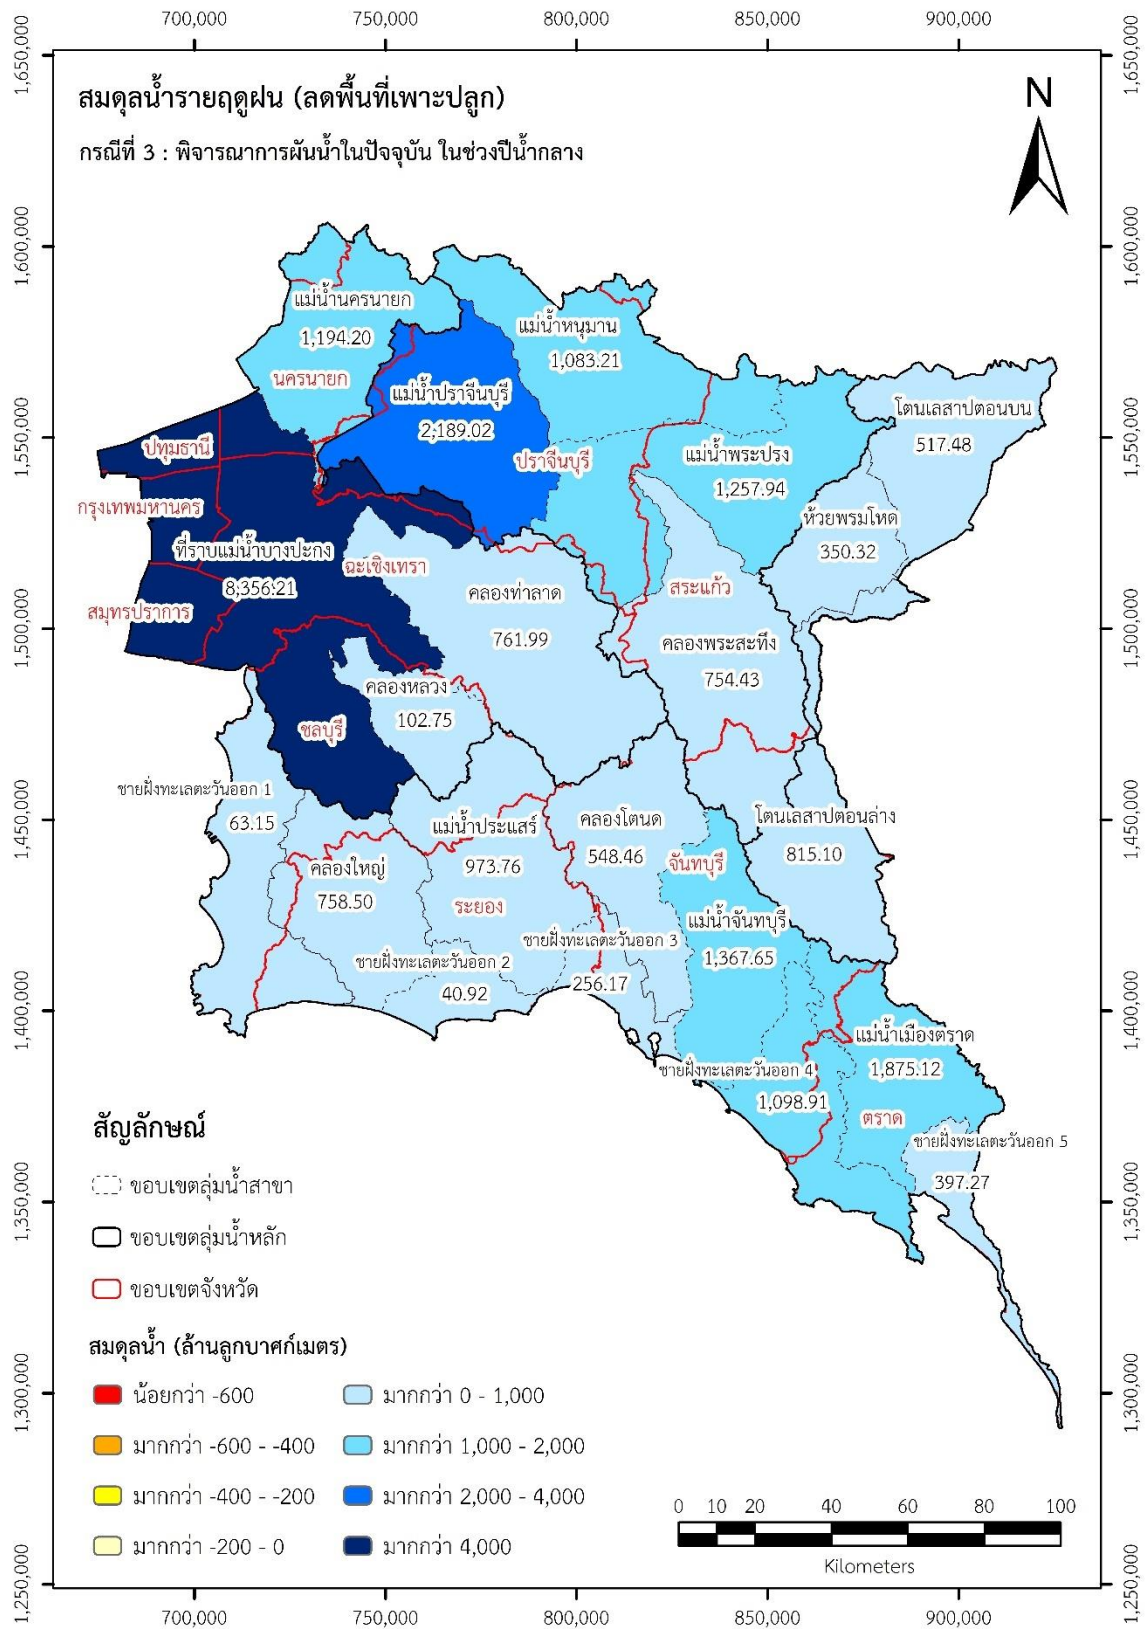 700,000 750,000 800,000 850,000 900,000
1,650,000 1,650,000
สมดุลน้ำรายฤดูฝน (ลดพื้นที่เพาะปลูก)
N
กรณีที่ 3 : พิจารณาการผันน้ำในปัจจุบัน ในช่วงปีน้ำกลาง
1,600,000 1,600,000
แม่น้ำนครนายก
1,194.20
นครนายก
แม่น้ำหนุมาน
1,083.21
แม่น้ำปราจีนบุรี
2,189.02
โตนเลสาปตอนบน
517.48
1,550,000 1,550,000
ปทุมธานี
ปราจีนบุรี
แม่น้ำพระปรง
1,257.94
กรุงเทพมหานคร
ห้วยพรมโหด
350.32
ที่ราบแม่น้ำบางปะกง
8,356.21
ฉะเชิงเทรา
คลองท่าลาด
761.99
สระแก้ว
สมุทรปราการ
1,500,000 1,500,000
คลองพระสะทึง
754.43
คลองหลวง
102.75
ชลบุรี
ชายฝั่งทะเลตะวันออก 1
63.15
1,450,000 1,450,000
แม่น้ำประแสร์
973.76
คลองโตนด
548.46
โตนเลสาปตอนล่าง
815.10
คลองใหญ่
758.50
จันทบุรี
ระยอง
แม่น้ำจันทบุรี
1,367.65
ชายฝั่งทะเลตะวันออก 3
256.17
ชายฝั่งทะเลตะวันออก 2
40.92
1,400,000 1,400,000
แม่น้ำเมืองตราด
1,875.12
ชายฝั่งทะเลตะวันออก 4
1,098.91
ตราด
ชายฝั่งทะเลตะวันออก 5
397.27
1,350,000 1,350,000
สัญลักษณ์
ขอบเขตลุ่มน้ำสาขา
ขอบเขตลุ่มน้ำหลัก
ขอบเขตจังหวัด
สมดุลน้ำ (ล้านลูกบาศก์เมตร)
1,300,000 1,300,000
น้อยกว่า -600 มากกว่า 0 - 1,000
มากกว่า -600 - -400 มากกว่า 1,000 - 2,000
มากกว่า -400 - -200 มากกว่า 2,000 - 4,000
มากกว่า -200 - 0 มากกว่า 4,000
0 10 20 40 60 80 100
Kilometers
1,250,000 1,250,000
700,000 750,000 800,000 850,000 900,000